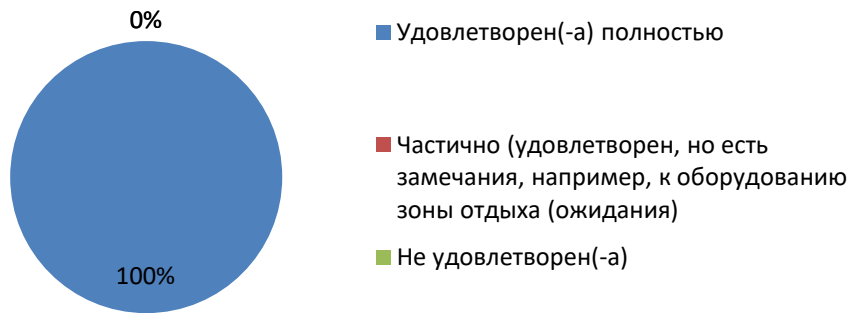 0%
100%
Удовлетворен(-а) полностью
Частично (удовлетворен, но есть
замечания, например, к оборудованию
зоны отдыха (ожидания)
Не удовлетворен(-а)